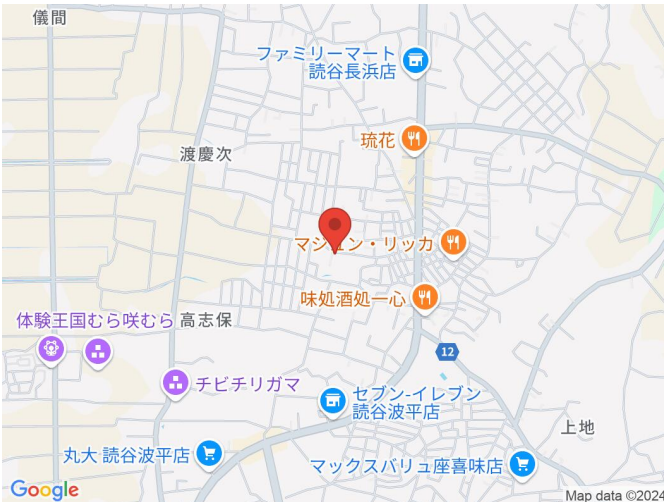 儀間
ファミリーマート
読谷長浜店
琉花
渡慶次
マジュン・リッカ
味処酒処一心
体験王国むら咲むら
高志保
12
チビチリガマ
セブン-イレブン
読谷波平店
上地
丸大 読谷波平店
マックスバリュ座喜味店
Google
Map data ©2024